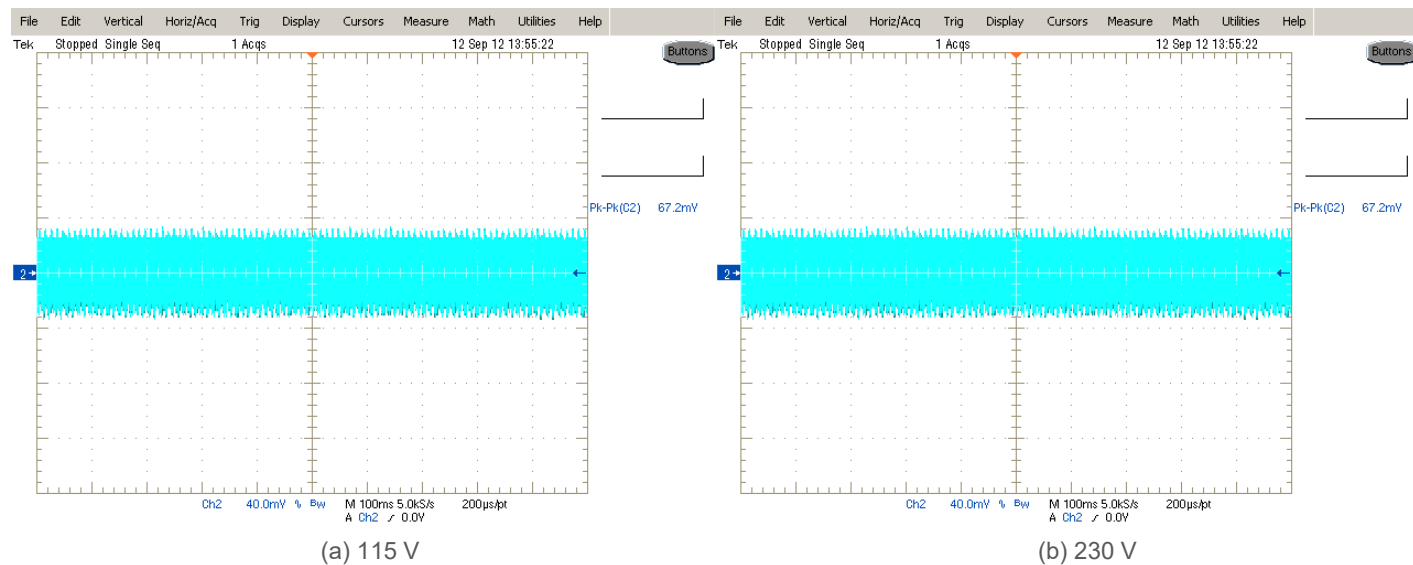 File Edit Vertical Horiz/Acq Trig Display Cursors Measure Math Utilities Help
Tek Stopped Single Seq 1 Acqs 12 Sep 12 13:55:22
Buttons
Pk-Pk(C2) 67.2mV
2
Ch2 40.0mV % Bw M 100ms 5.0kS/s 200µs/pt
A Ch2 0.0V
(a) 115 V
File Edit Vertical Horiz/Acq Trig Display Cursors Measure Math Utilities Help
Tek Stopped Single Seq 1 Acqs 12 Sep 12 13:55:22
Buttons
Pk-Pk(C2) 67.2mV
2
Ch2 40.0mV % Bw M 100ms 5.0kS/s 200µs/pt
A Ch2 0.0V
(b) 230 V